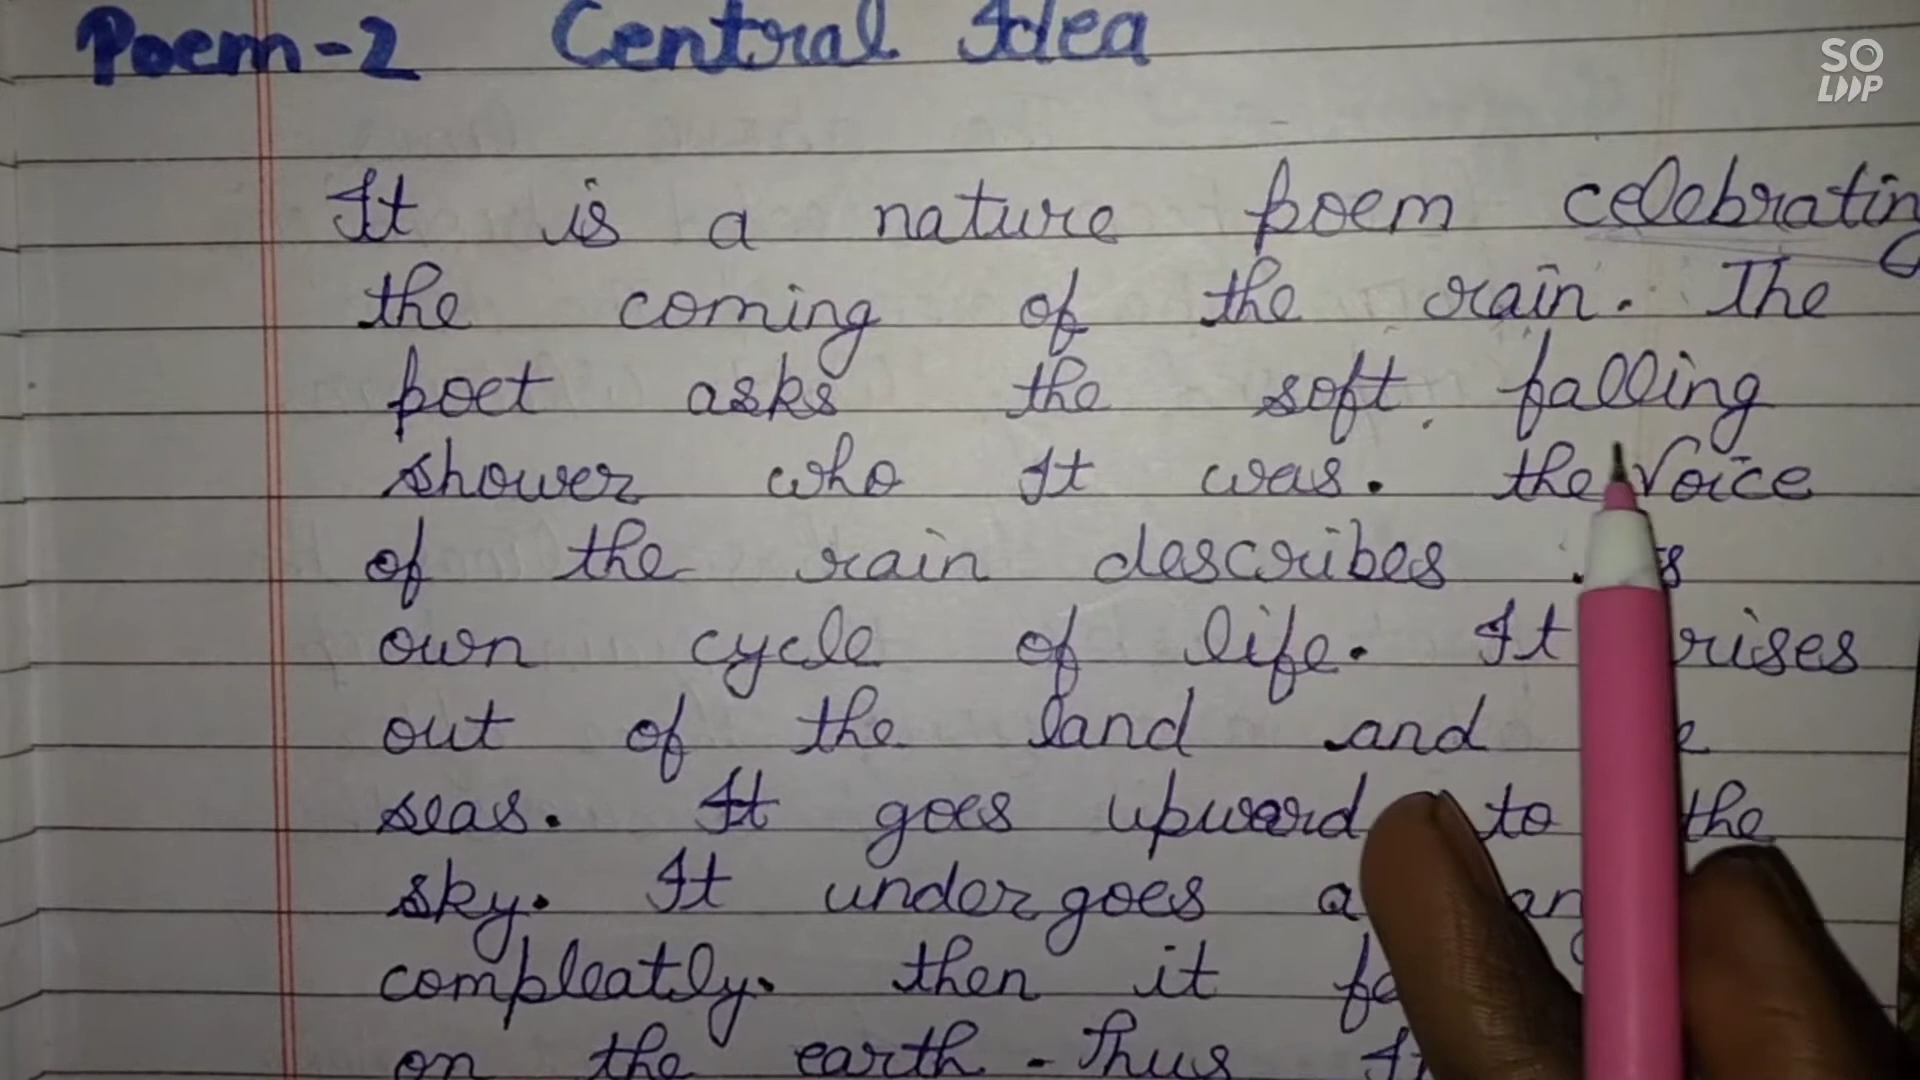 Poem-2 Central Idea
SO
LOOP
It is a nature poem celebrating
the coming of the rain. The
poet asks the soft falling
shower who It was. the Voice
of the rain describes
own cycle of life. It rises
out of the land and
seas. It goes upward to the
sky. It undergoes a
compleatly. then it
on the earth. Thus It